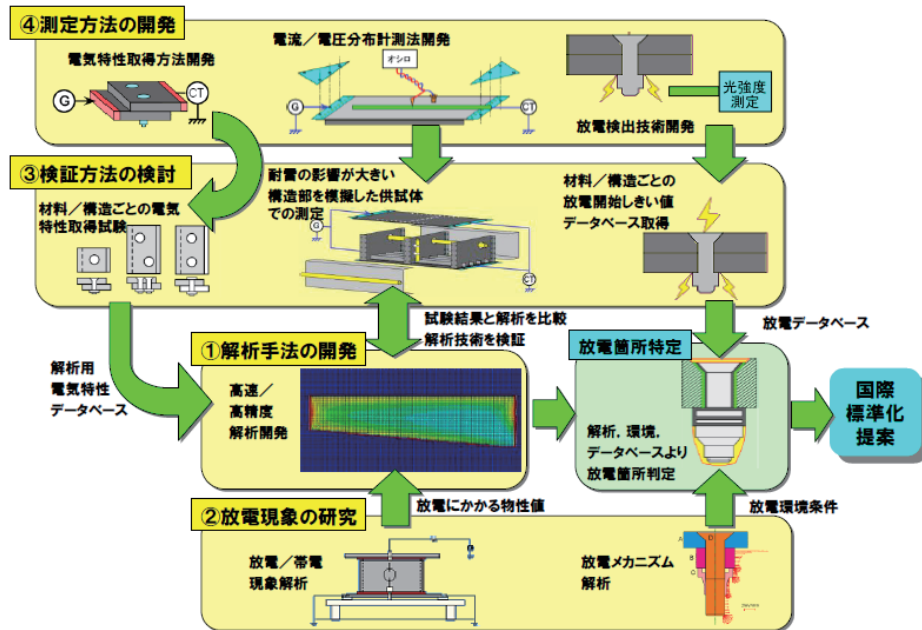 ④測定方法の開発
電気特性取得方法開発
G
CT
電流／電圧分布計測法開発
オシロ
G
CT
光強度
測定
放電検出技術開発
③検証方法の検討
材料／構造ごとの電気
特性取得試験
耐雷の影響が大きい
構造部を模擬した供試体
での測定
G
CT
材料／構造ごとの
放電開始しきい値
データベース取得
試験結果と解析を比較
解析技術を検証
放電データベース
解析用
電気特性
データベース
①解析手法の開発
高速／
高精度
解析開発
放電箇所特定
解析，環境，
データベースより
放電箇所判定
国際
標準化
提案
②放電現象の研究
放電にかかる物性値
放電環境条件
放電／帯電
現象解析
放電メカニズム
解析
A
D
B
C